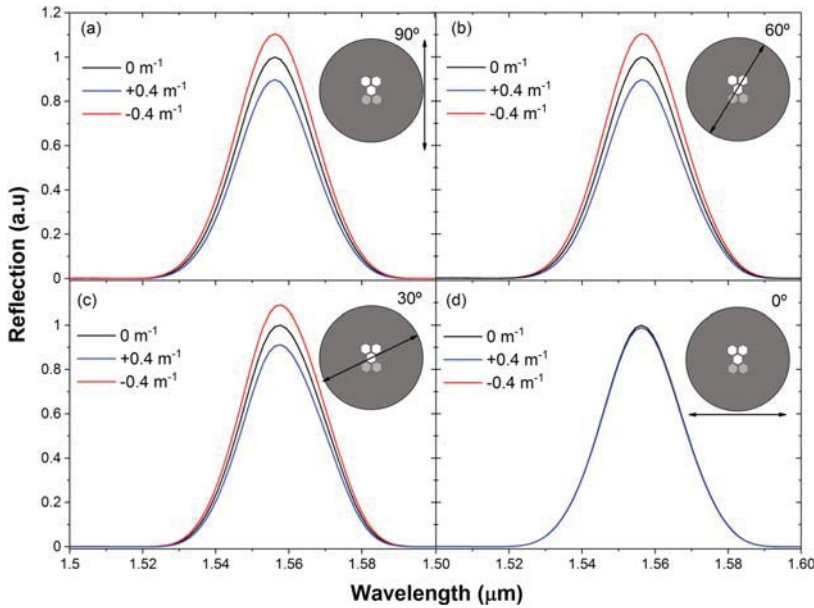 (a)
90º
0 m⁻¹
+0.4 m⁻¹
-0.4 m⁻¹
(b)
60º
0 m⁻¹
+0.4 m⁻¹
-0.4 m⁻¹
1.2
1
0.8
0.6
0.4
0.2
0
(c)
30º
0 m⁻¹
+0.4 m⁻¹
-0.4 m⁻¹
(d)
0º
0 m⁻¹
+0.4 m⁻¹
-0.4 m⁻¹
1
0.8
0.6
0.4
0.2
0
Reflection (a.u)
1.5 1.52 1.54 1.56 1.58 1.50 1.52 1.54 1.56 1.58 1.60
Wavelength (μm)